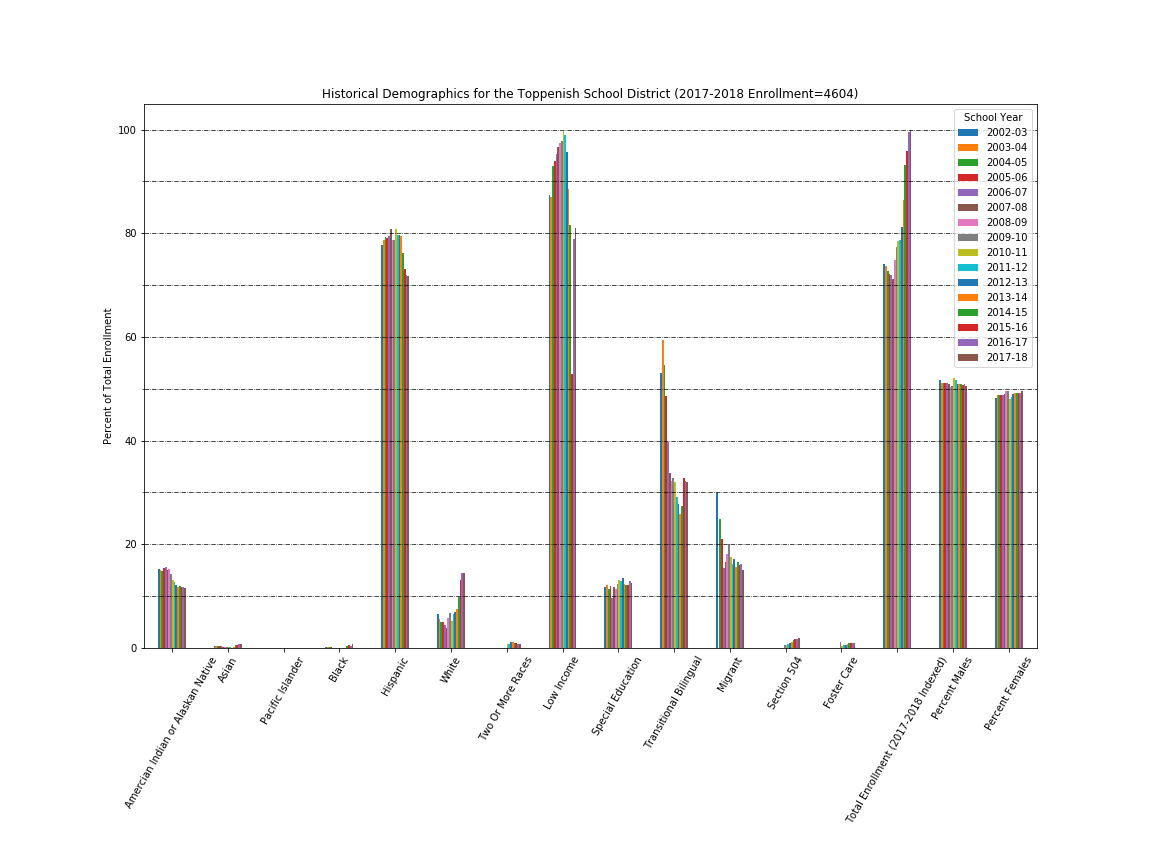 Historical Demographics for the Toppenish School District (2017-2018 Enrollment=4604)
Percent of Total Enrollment
100
80
60
40
20
0
School Year
2002-03
2003-04
2004-05
2005-06
2006-07
2007-08
2008-09
2009-10
2010-11
2011-12
2012-13
2013-14
2014-15
2015-16
2016-17
2017-18
Amercian Indian or Alaskan Native
Asian
Pacific Islander
Black
Hispanic
White
Two Or More Races
Low Income
Special Education
Transitional Bilingual
Migrant
Section 504
Foster Care
Total Enrollment (2017-2018 Indexed)
Percent Males
Percent Females